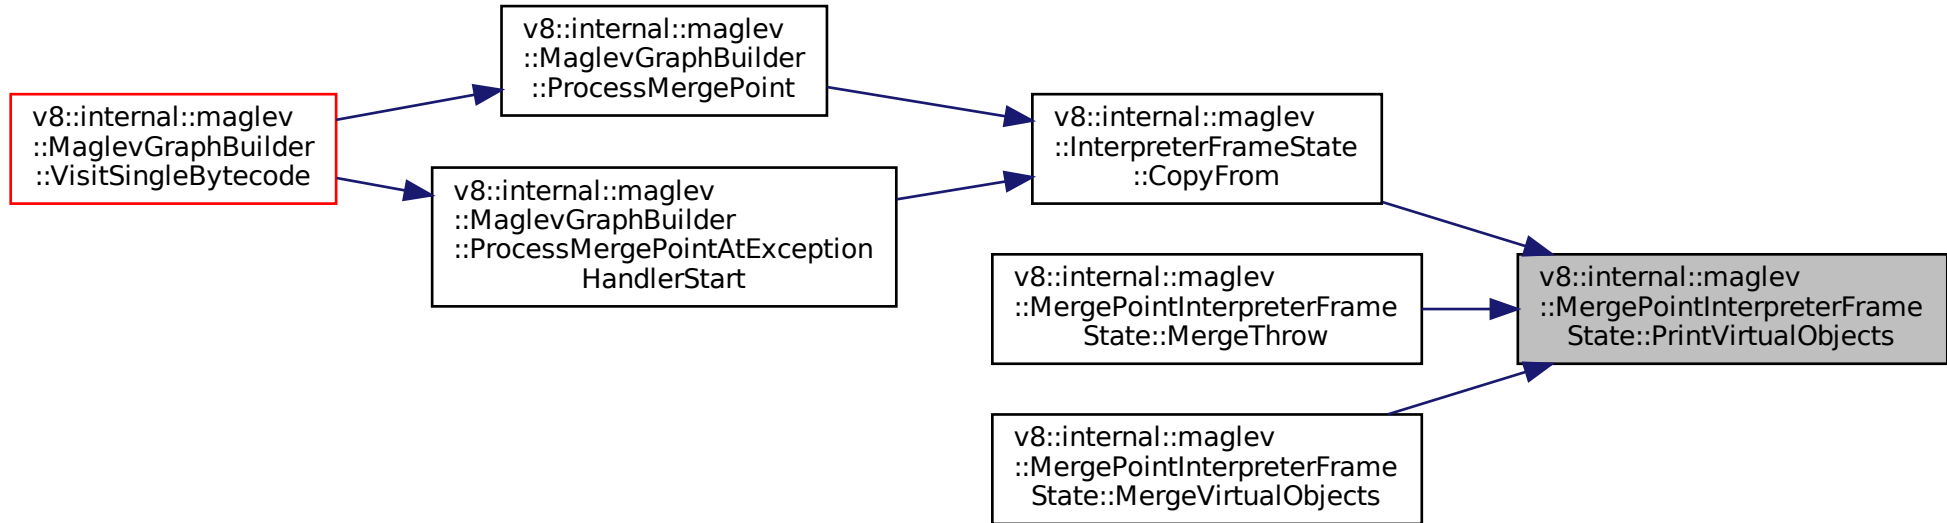 v8::internal::maglev
::MaglevGraphBuilder
::ProcessMergePoint
v8::internal::maglev
::MaglevGraphBuilder
::VisitSingleBytecode
v8::internal::maglev
::InterpreterFrameState
::CopyFrom
v8::internal::maglev
::MaglevGraphBuilder
::ProcessMergePointAtException
HandlerStart
v8::internal::maglev
::MergePointInterpreterFrame
State::MergeThrow
v8::internal::maglev
::MergePointInterpreterFrame
State::PrintVirtualObjects
v8::internal::maglev
::MergePointInterpreterFrame
State::MergeVirtualObjects